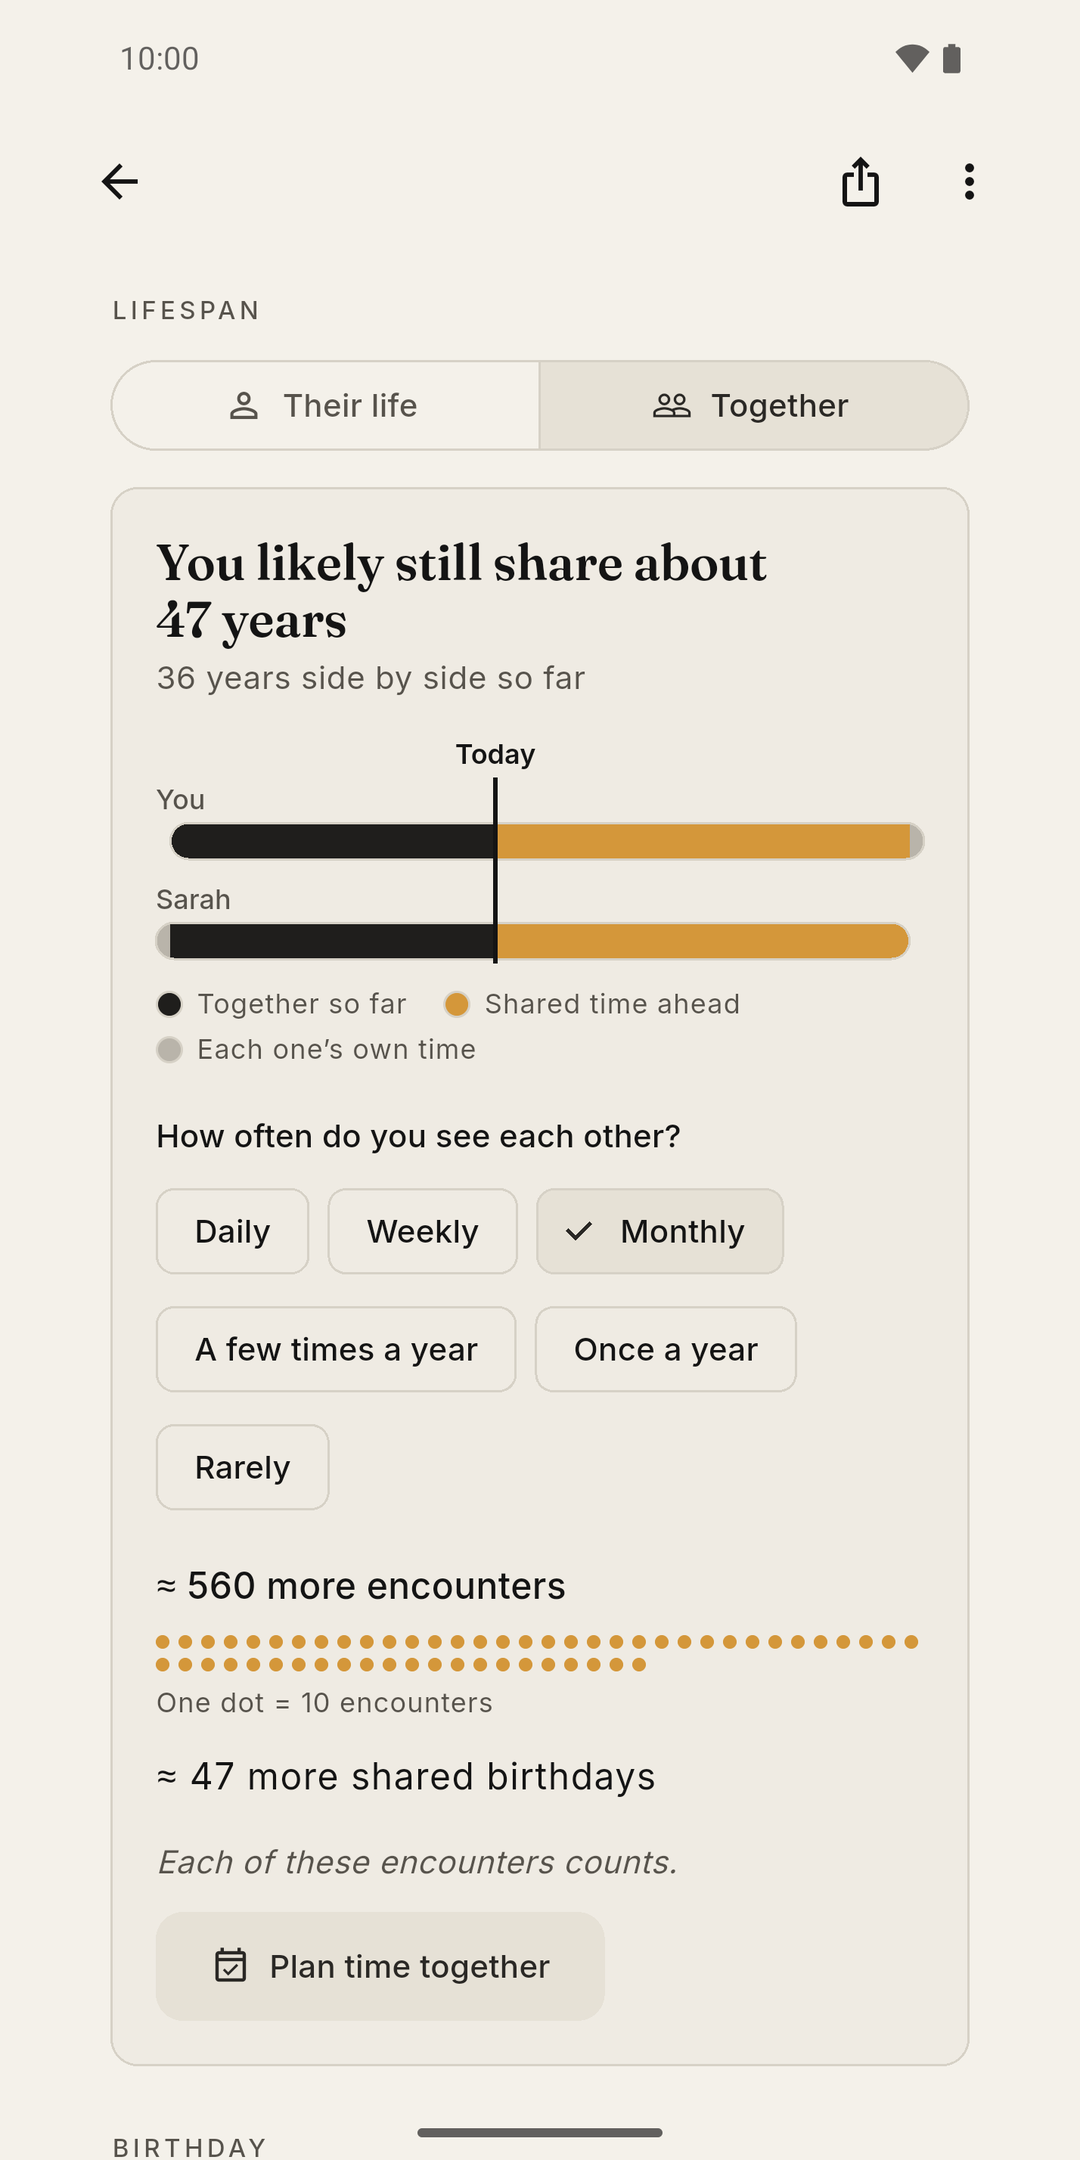 10:00
LIFESPAN
Their life
Together
You likely still share about
47 years
36 years side by side so far
Today
You
Sarah
Together so far
Shared time ahead
Each one’s own time
How often do you see each other?
Daily
Weekly
Monthly
A few times a year
Once a year
Rarely
≈ 560 more encounters
One dot = 10 encounters
≈ 47 more shared birthdays
Each of these encounters counts.
Plan time together
BIRTHDAY